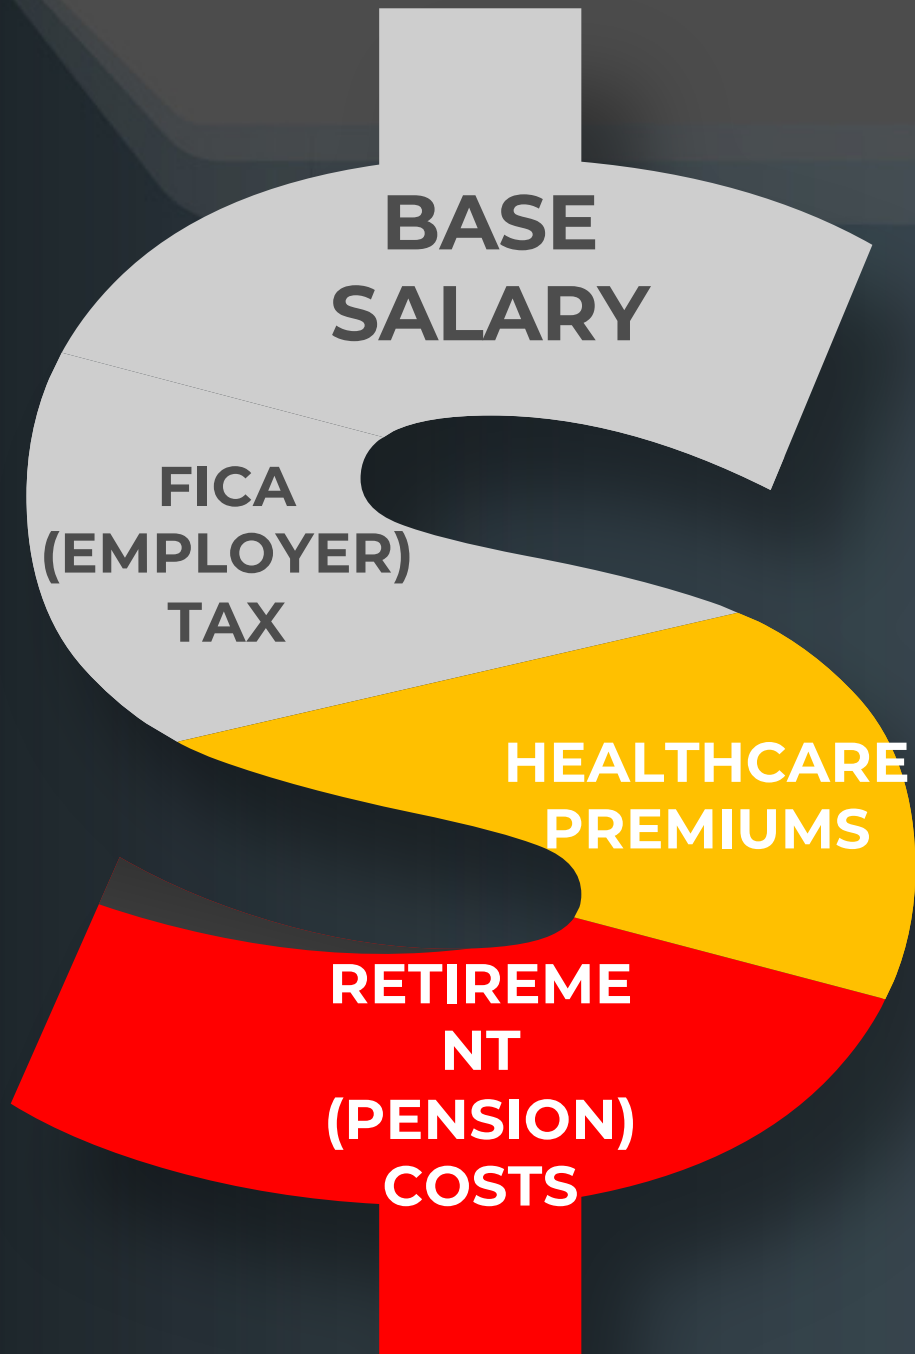 BASE
SALARY
FICA
(EMPLOYER)
TAX
HEALTHCARE
PREMIUMS
RETIREME
NT
(PENSION)
COSTS